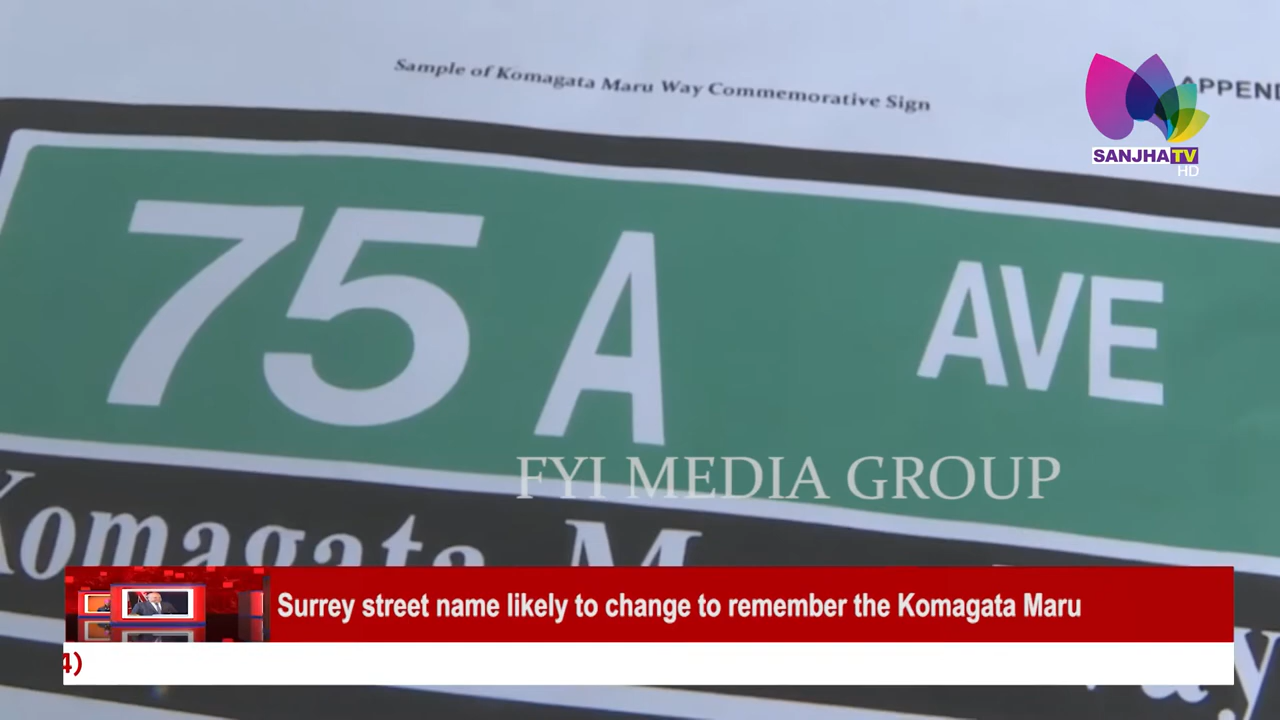 Sample of Komagata Maru Way Commemorative Sign
APPEND
SANJHA TV
HD
75 A AVE
FYI MEDIA GROUP
Komagata
Surrey street name likely to change to remember the Komagata Maru
4)